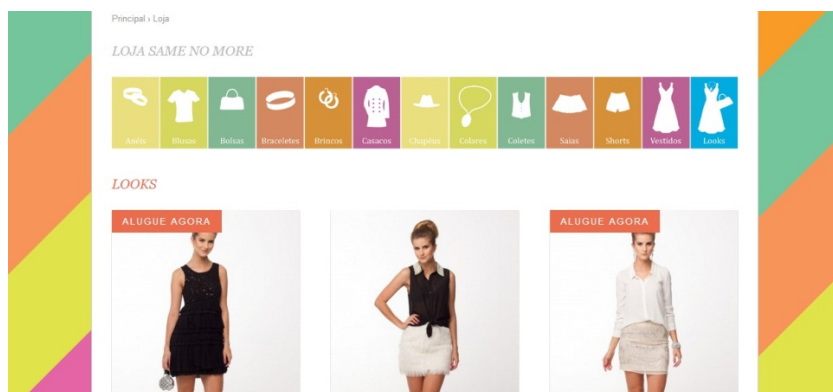 Principal › Loja
LOJA SAME NO MORE
Anéis Blusas Bolsas Braceletes Brincos Casacos Chapéus Colares Coletes Saias Shorts Vestidos Looks
LOOKS
ALUGUE AGORA ALUGUE AGORA